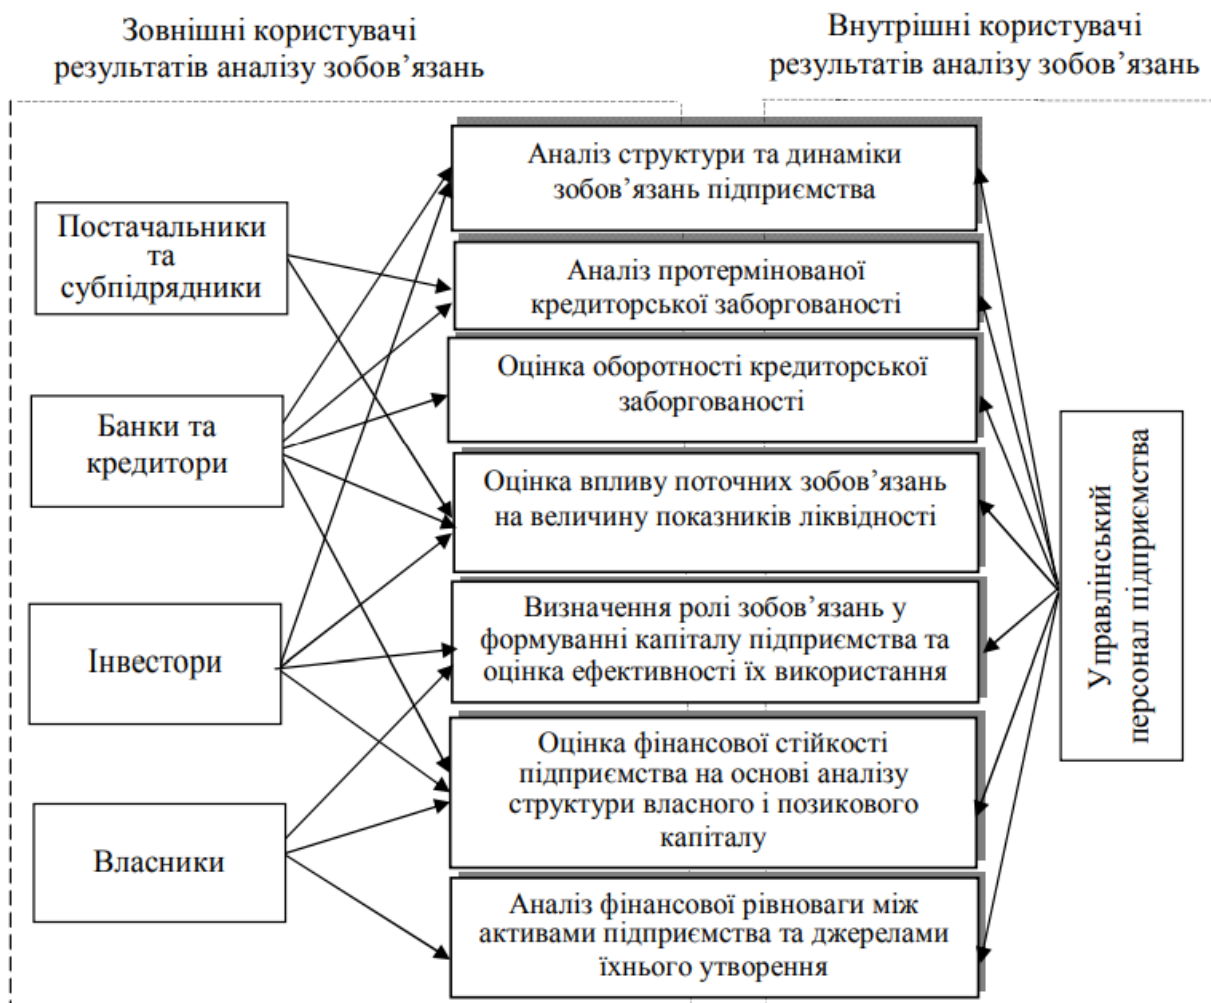 Зовнішні користувачі
результатів аналізу зобов’язань
Внутрішні користувачі
результатів аналізу зобов’язань
Постачальники
та
субпідрядники
Банки та
кредитори
Інвестори
Власники
Аналіз структури та динаміки
зобов’язань підприємства
Аналіз протермінованої
кредиторської заборгованості
Оцінка оборотності кредиторської
заборгованості
Оцінка впливу поточних зобов’язань
на величину показників ліквідності
Визначення ролі зобов’язань у
формуванні капіталу підприємства та
оцінка ефективності їх використання
Оцінка фінансової стійкості
підприємства на основі аналізу
структури власного і позикового
капіталу
Аналіз фінансової рівноваги між
активами підприємства та джерелами
їхнього утворення
Управлінський
персонал підприємства